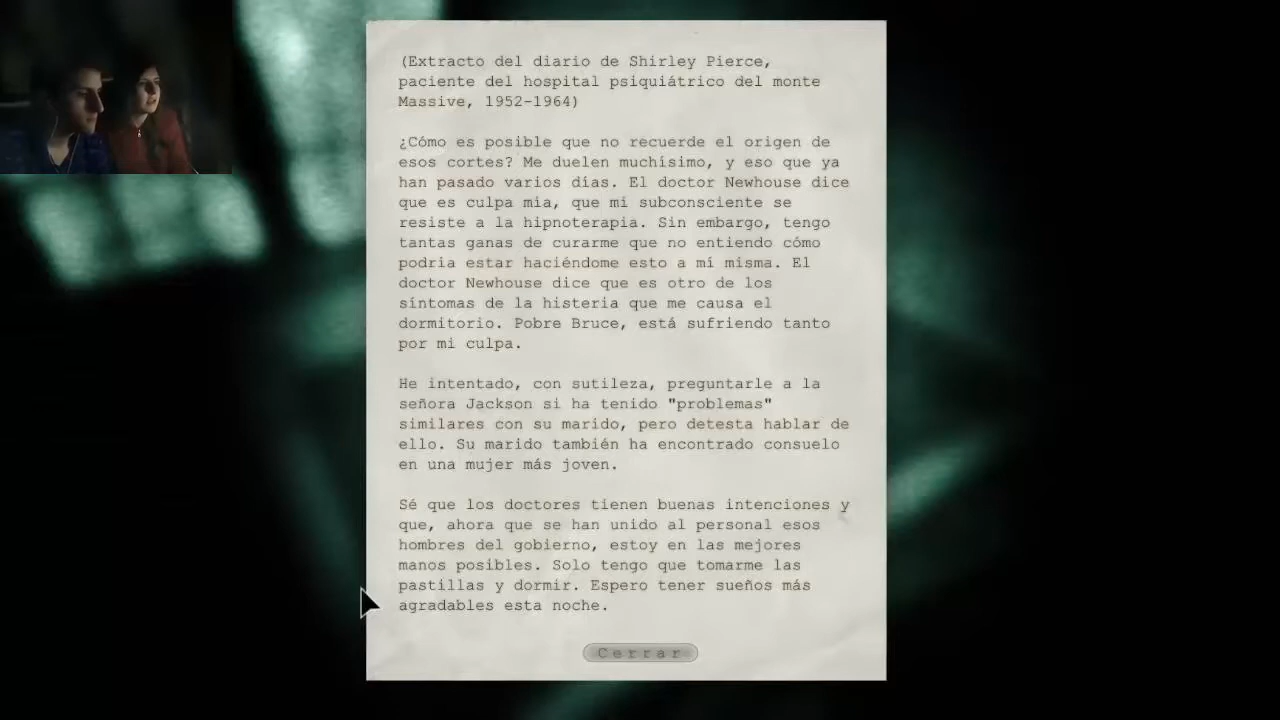 (Extracto del diario de Shirley Pierce,
paciente del hospital psiquiátrico del monte
Massive, 1952-1964)
¿Cómo es posible que no recuerde el origen de
esos cortes? Me duelen muchísimo, y eso que ya
han pasado varios días. El doctor Newhouse dice
que es culpa mía, que mi subconsciente se
resiste a la hipnoterapia. Sin embargo, tengo
tantas ganas de curarme que no entiendo cómo
podría estar haciéndome esto a mí misma. El
doctor Newhouse dice que es otro de los
síntomas de la histeria que me causa el
dormitorio. Pobre Bruce, está sufriendo tanto
por mi culpa.
He intentado, con sutileza, preguntarle a la
señora Jackson si ha tenido "problemas"
similares con su marido, pero detesta hablar de
ello. Su marido también ha encontrado consuelo
en una mujer más joven.
Sé que los doctores tienen buenas intenciones y
que, ahora que se han unido al personal esos
hombres del gobierno, estoy en las mejores
manos posibles. Solo tengo que tomarme las
pastillas y dormir. Espero tener sueños más
agradables esta noche.
Cerrar